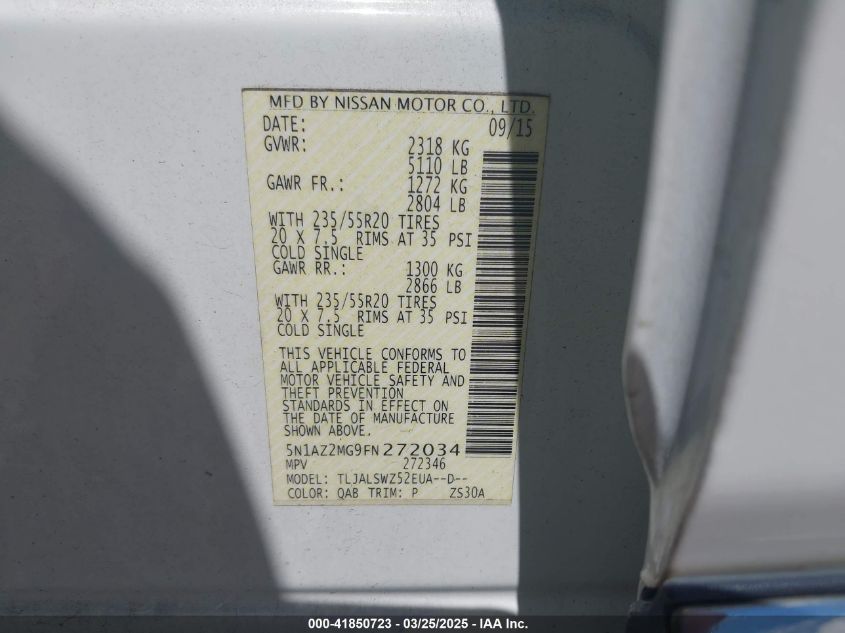 MFD BY NISSAN MOTOR CO., LTD.
DATE: 09/15
GVWR: 2318 KG
5110 LB
GAWR FR.: 1272 KG
2804 LB
WITH 235/55R20 TIRES
20 X 7.5 RIMS AT 35 PSI
COLD SINGLE
GAWR RR.: 1300 KG
2866 LB
WITH 235/55R20 TIRES
20 X 7.5 RIMS AT 35 PSI
COLD SINGLE
THIS VEHICLE CONFORMS TO
ALL APPLICABLE FEDERAL
MOTOR VEHICLE SAFETY AND
THEFT PREVENTION
STANDARDS IN EFFECT ON
THE DATE OF MANUFACTURE
SHOWN ABOVE.
5N1AZ2MG9FN272034
MPV 272346
MODEL: TLJALSWZ52EUA--D--
COLOR: QAB TRIM: P ZS30A
000-41850723 - 03/25/2025 - IAA Inc.